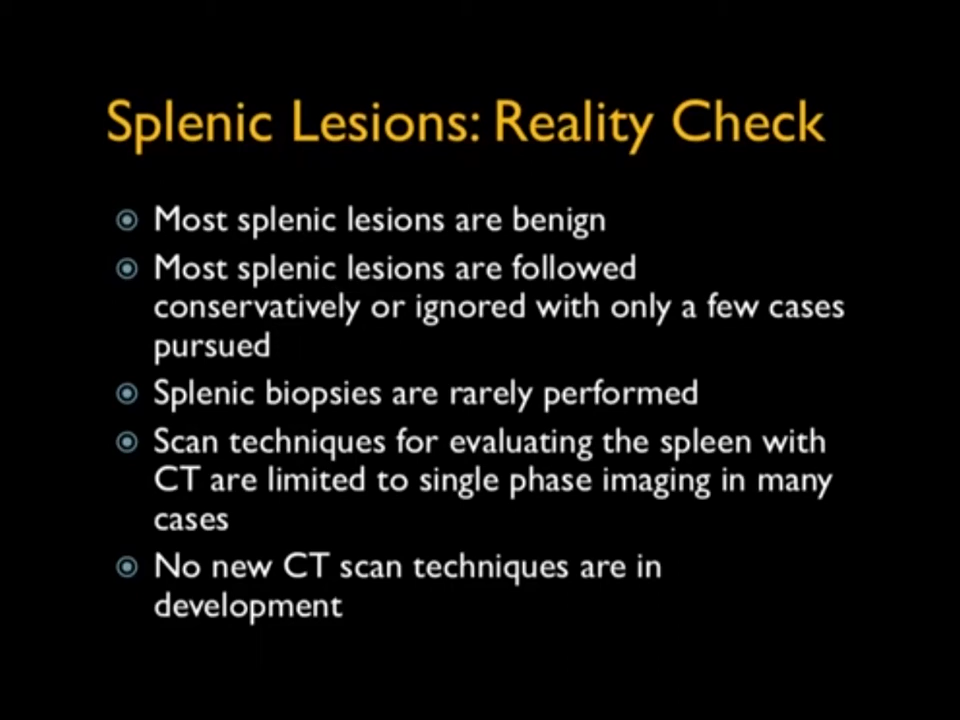 Splenic Lesions: Reality Check
Most splenic lesions are benign
Most splenic lesions are followed
conservatively or ignored with only a few cases
pursued
Splenic biopsies are rarely performed
Scan techniques for evaluating the spleen with
CT are limited to single phase imaging in many
cases
No new CT scan techniques are in
development